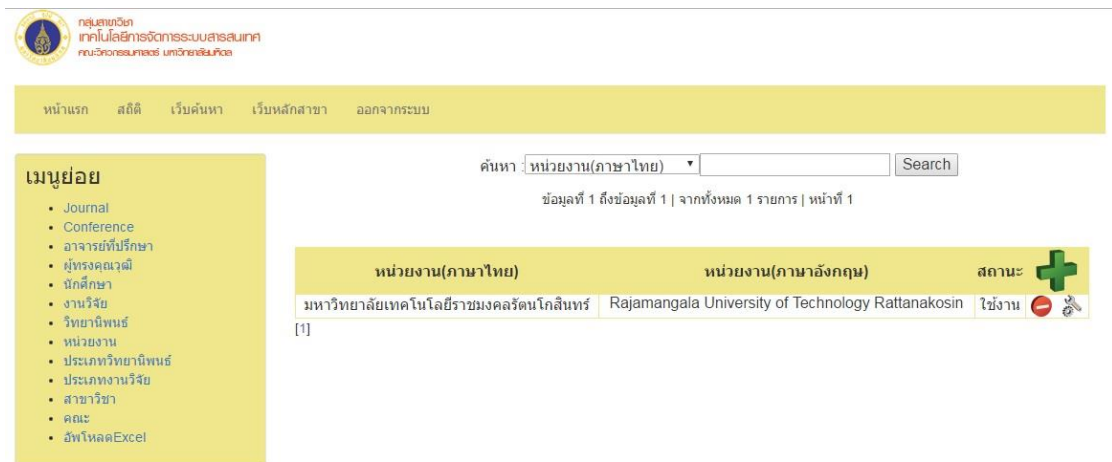 กลุ่มสาขาวิชา
เทคโนโลยีการจัดการระบบสารสนเทศ
คณะวิศวกรรมศาสตร์ มหาวิทยาลัยมหิดล
หน้าแรก สถิติ เว็บค้นหา เว็บหลักสาขา ออกจากระบบ
เมนูย่อย
Journal
Conference
อาจารย์ที่ปรึกษา
ผู้ทรงคุณวุฒิ
นักศึกษา
งานวิจัย
วิทยานิพนธ์
หน่วยงาน
ประเภทวิทยานิพนธ์
ประเภทงานวิจัย
สาขาวิชา
คณะ
อัพโหลดExcel
ค้นหา : หน่วยงาน(ภาษาไทย) Search
ข้อมูลที่ 1 ถึงข้อมูลที่ 1 | จากทั้งหมด 1 รายการ | หน้าที่ 1
หน่วยงาน(ภาษาไทย) หน่วยงาน(ภาษาอังกฤษ) สถานะ
มหาวิทยาลัยเทคโนโลยีราชมงคลรัตนโกสินทร์ Rajamangala University of Technology Rattanakosin ใช้งาน
[1]